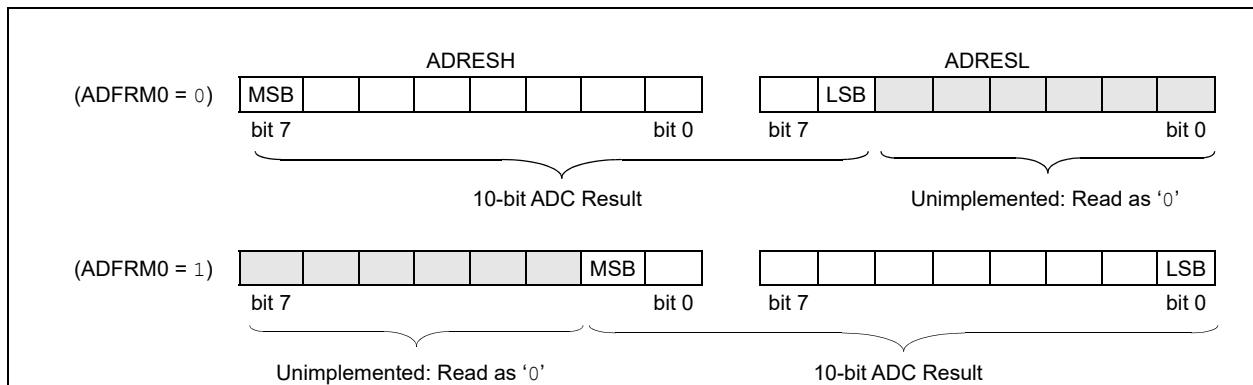 ADRESH ADRESL
(ADFRM0 = 0) MSB LSB
bit 7 bit 0 bit 7 bit 0
10-bit ADC Result Unimplemented: Read as ‘0’
(ADFRM0 = 1) MSB LSB
bit 7 bit 0 bit 7 bit 0
Unimplemented: Read as ‘0’ 10-bit ADC Result